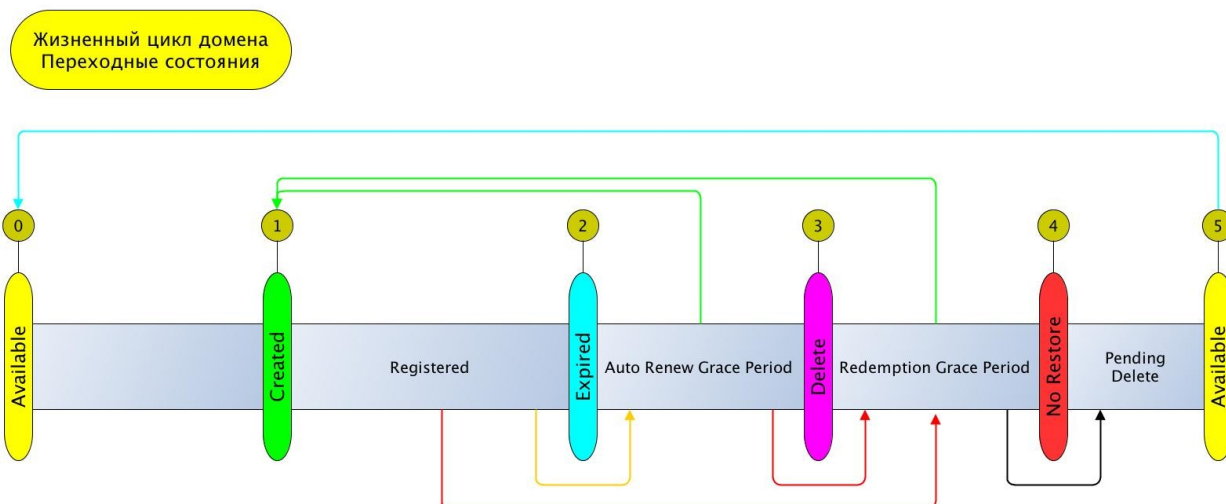 Жизненный цикл домена
Переходные состояния
0
1
2
3
4
5
Available
Created
Registered
Expired
Auto Renew Grace Period
Delete
Redemption Grace Period
No Restore
Pending
Delete
Available